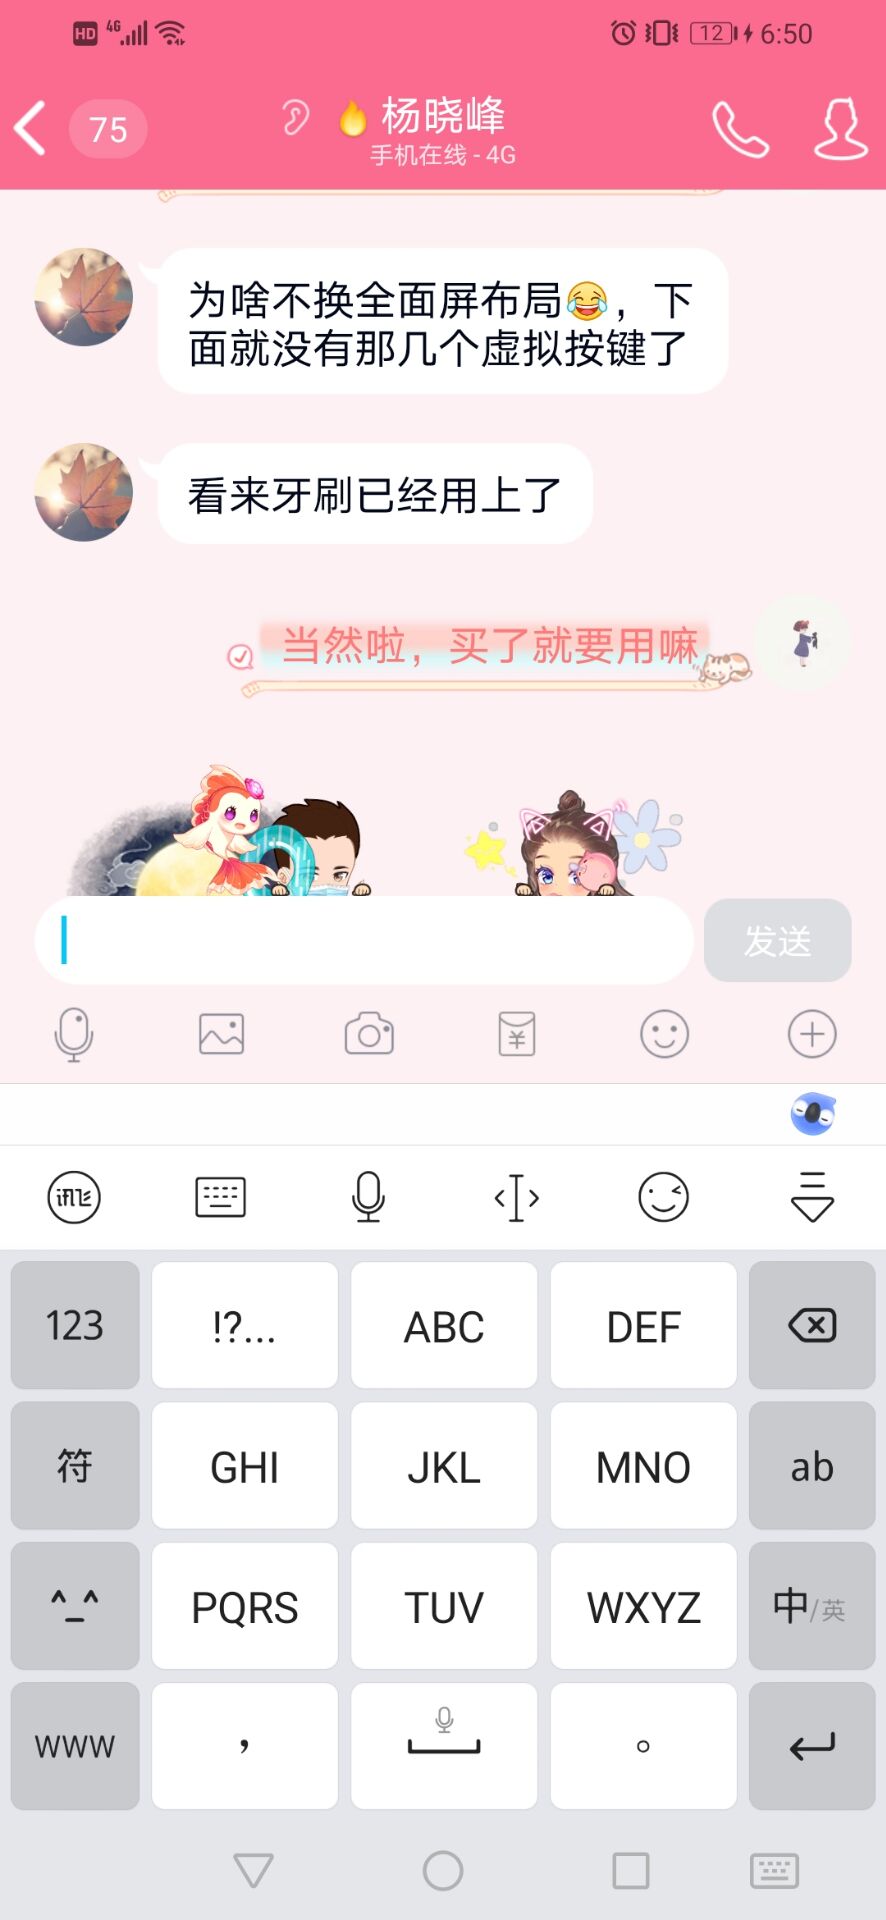 HD 4G 12 6:50
75 杨晓峰
手机在线 - 4G
为啥不换全面屏布局😂，下
面就没有那几个虚拟按键了
看来牙刷已经用上了
当然啦，买了就要用嘛
发送
讯飞
123 !?... ABC DEF
符 GHI JKL MNO ab
^_^ PQRS TUV WXYZ 中/英
www ， 。